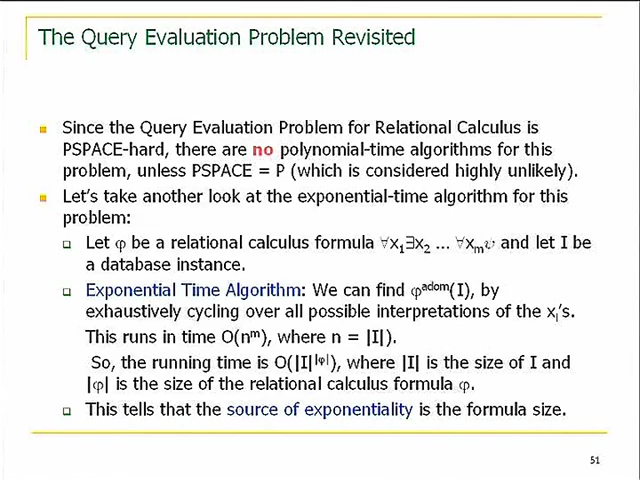 The Query Evaluation Problem Revisited
Since the Query Evaluation Problem for Relational Calculus is
PSPACE-hard, there are no polynomial-time algorithms for this
problem, unless PSPACE = P (which is considered highly unlikely).
Let's take another look at the exponential-time algorithm for this
problem:
Let φ be a relational calculus formula ∀x₁∃x₂ ... ∀xₘψ and let I be
a database instance.
Exponential Time Algorithm: We can find φᵃᵈᵒᵐ(I), by
exhaustively cycling over all possible interpretations of the xᵢ's.
This runs in time O(nᵐ), where n = |I|).
So, the running time is O(|I|^|φ|), where |I| is the size of I and
|φ| is the size of the relational calculus formula φ.
This tells that the source of exponentiality is the formula size.
51